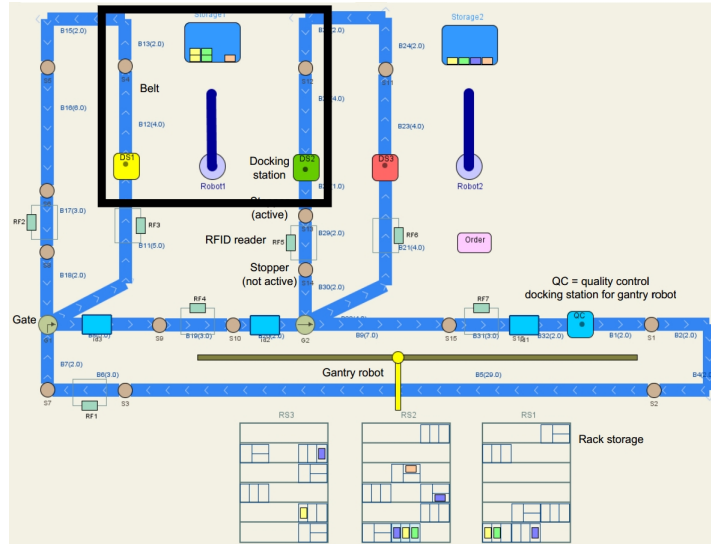 Storage1
Storage2
B15(2.0)
B13(2.0)
B24(2.0)
S4
S12
S11
Belt
B16(6.0)
B12(4.0)
B23(4.0)
DS1
Docking
station
DS2
DS3
Robot1
Robot2
B17(3.0)
(active)
RF2
RF3
RFID reader
RF5
B29(2.0)
RF6
Order
B11(5.0)
B21(4.0)
Stopper
(not active)
S14
B18(2.0)
B30(2.0)
QC = quality control
docking station for gantry robot
Gate
RF4
RF7
QC
G2
S9
B19(3.0)
S10
B9(7.0)
S15
B31(3.0)
B32(2.0)
B1(2.0)
S1
B2(2.0)
B7(2.0)
Gantry robot
B6(3.0)
B5(29.0)
S7
S3
S2
RF1
RS3
RS2
RS1
Rack storage